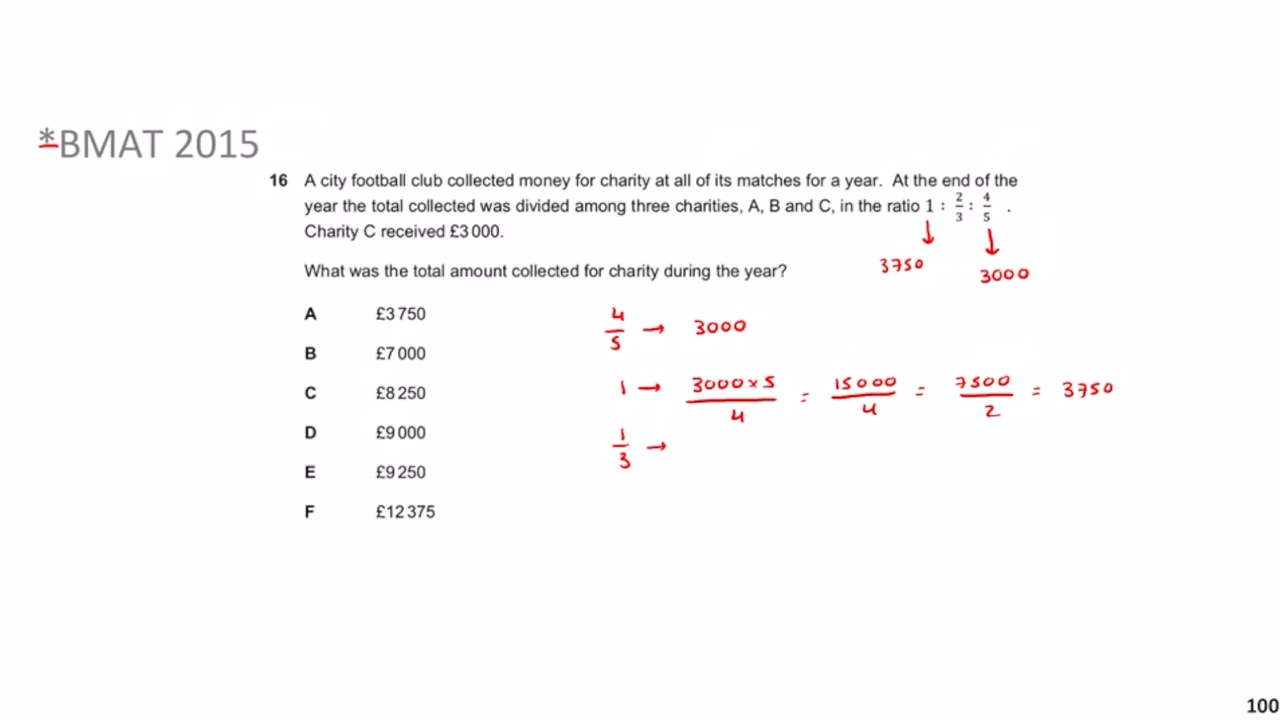 *BMAT 2015
16 A city football club collected money for charity at all of its matches for a year. At the end of the
year the total collected was divided among three charities, A, B and C, in the ratio 1 : 2/3 : 4/5 .
Charity C received £3 000.
3750
3000
What was the total amount collected for charity during the year?
A £3 750
B £7 000
C £8 250
D £9 000
E £9 250
F £12 375
4/5 → 3000
1 → 3000 × 5 / 4 = 15000 / 4 = 7500 / 2 = 3750
1/3 →
100